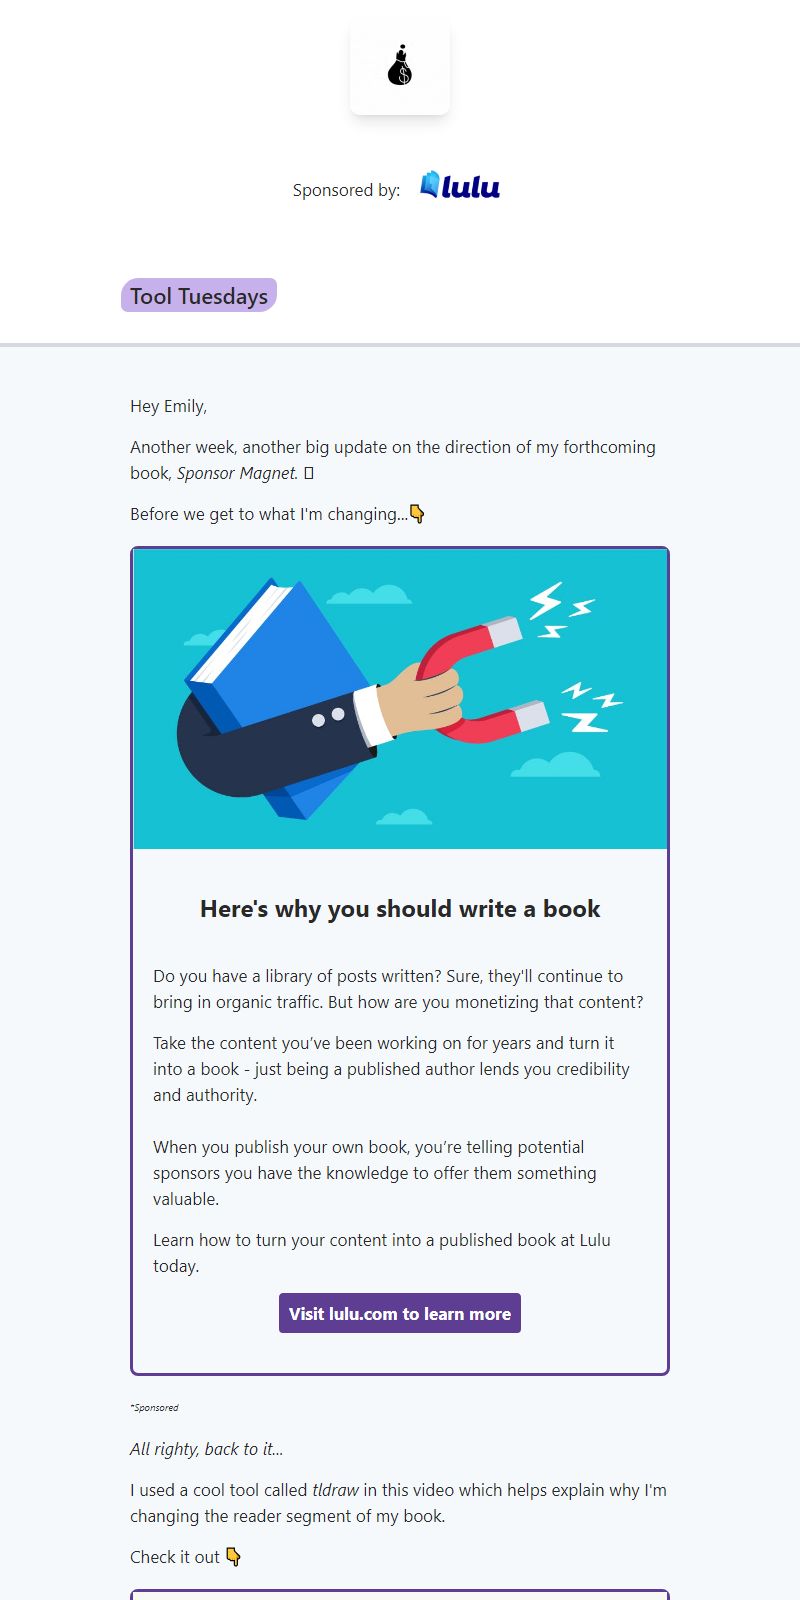 $
Sponsored by: lulu
Tool Tuesdays
Hey Emily,
Another week, another big update on the direction of my forthcoming
book, Sponsor Magnet. 
Before we get to what I'm changing...👇
Here's why you should write a book
Do you have a library of posts written? Sure, they'll continue to
bring in organic traffic. But how are you monetizing that content?
Take the content you’ve been working on for years and turn it
into a book - just being a published author lends you credibility
and authority.
When you publish your own book, you’re telling potential
sponsors you have the knowledge to offer them something
valuable.
Learn how to turn your content into a published book at Lulu
today.
Visit lulu.com to learn more
*Sponsored
All righty, back to it...
I used a cool tool called tldraw in this video which helps explain why I'm
changing the reader segment of my book.
Check it out 👇